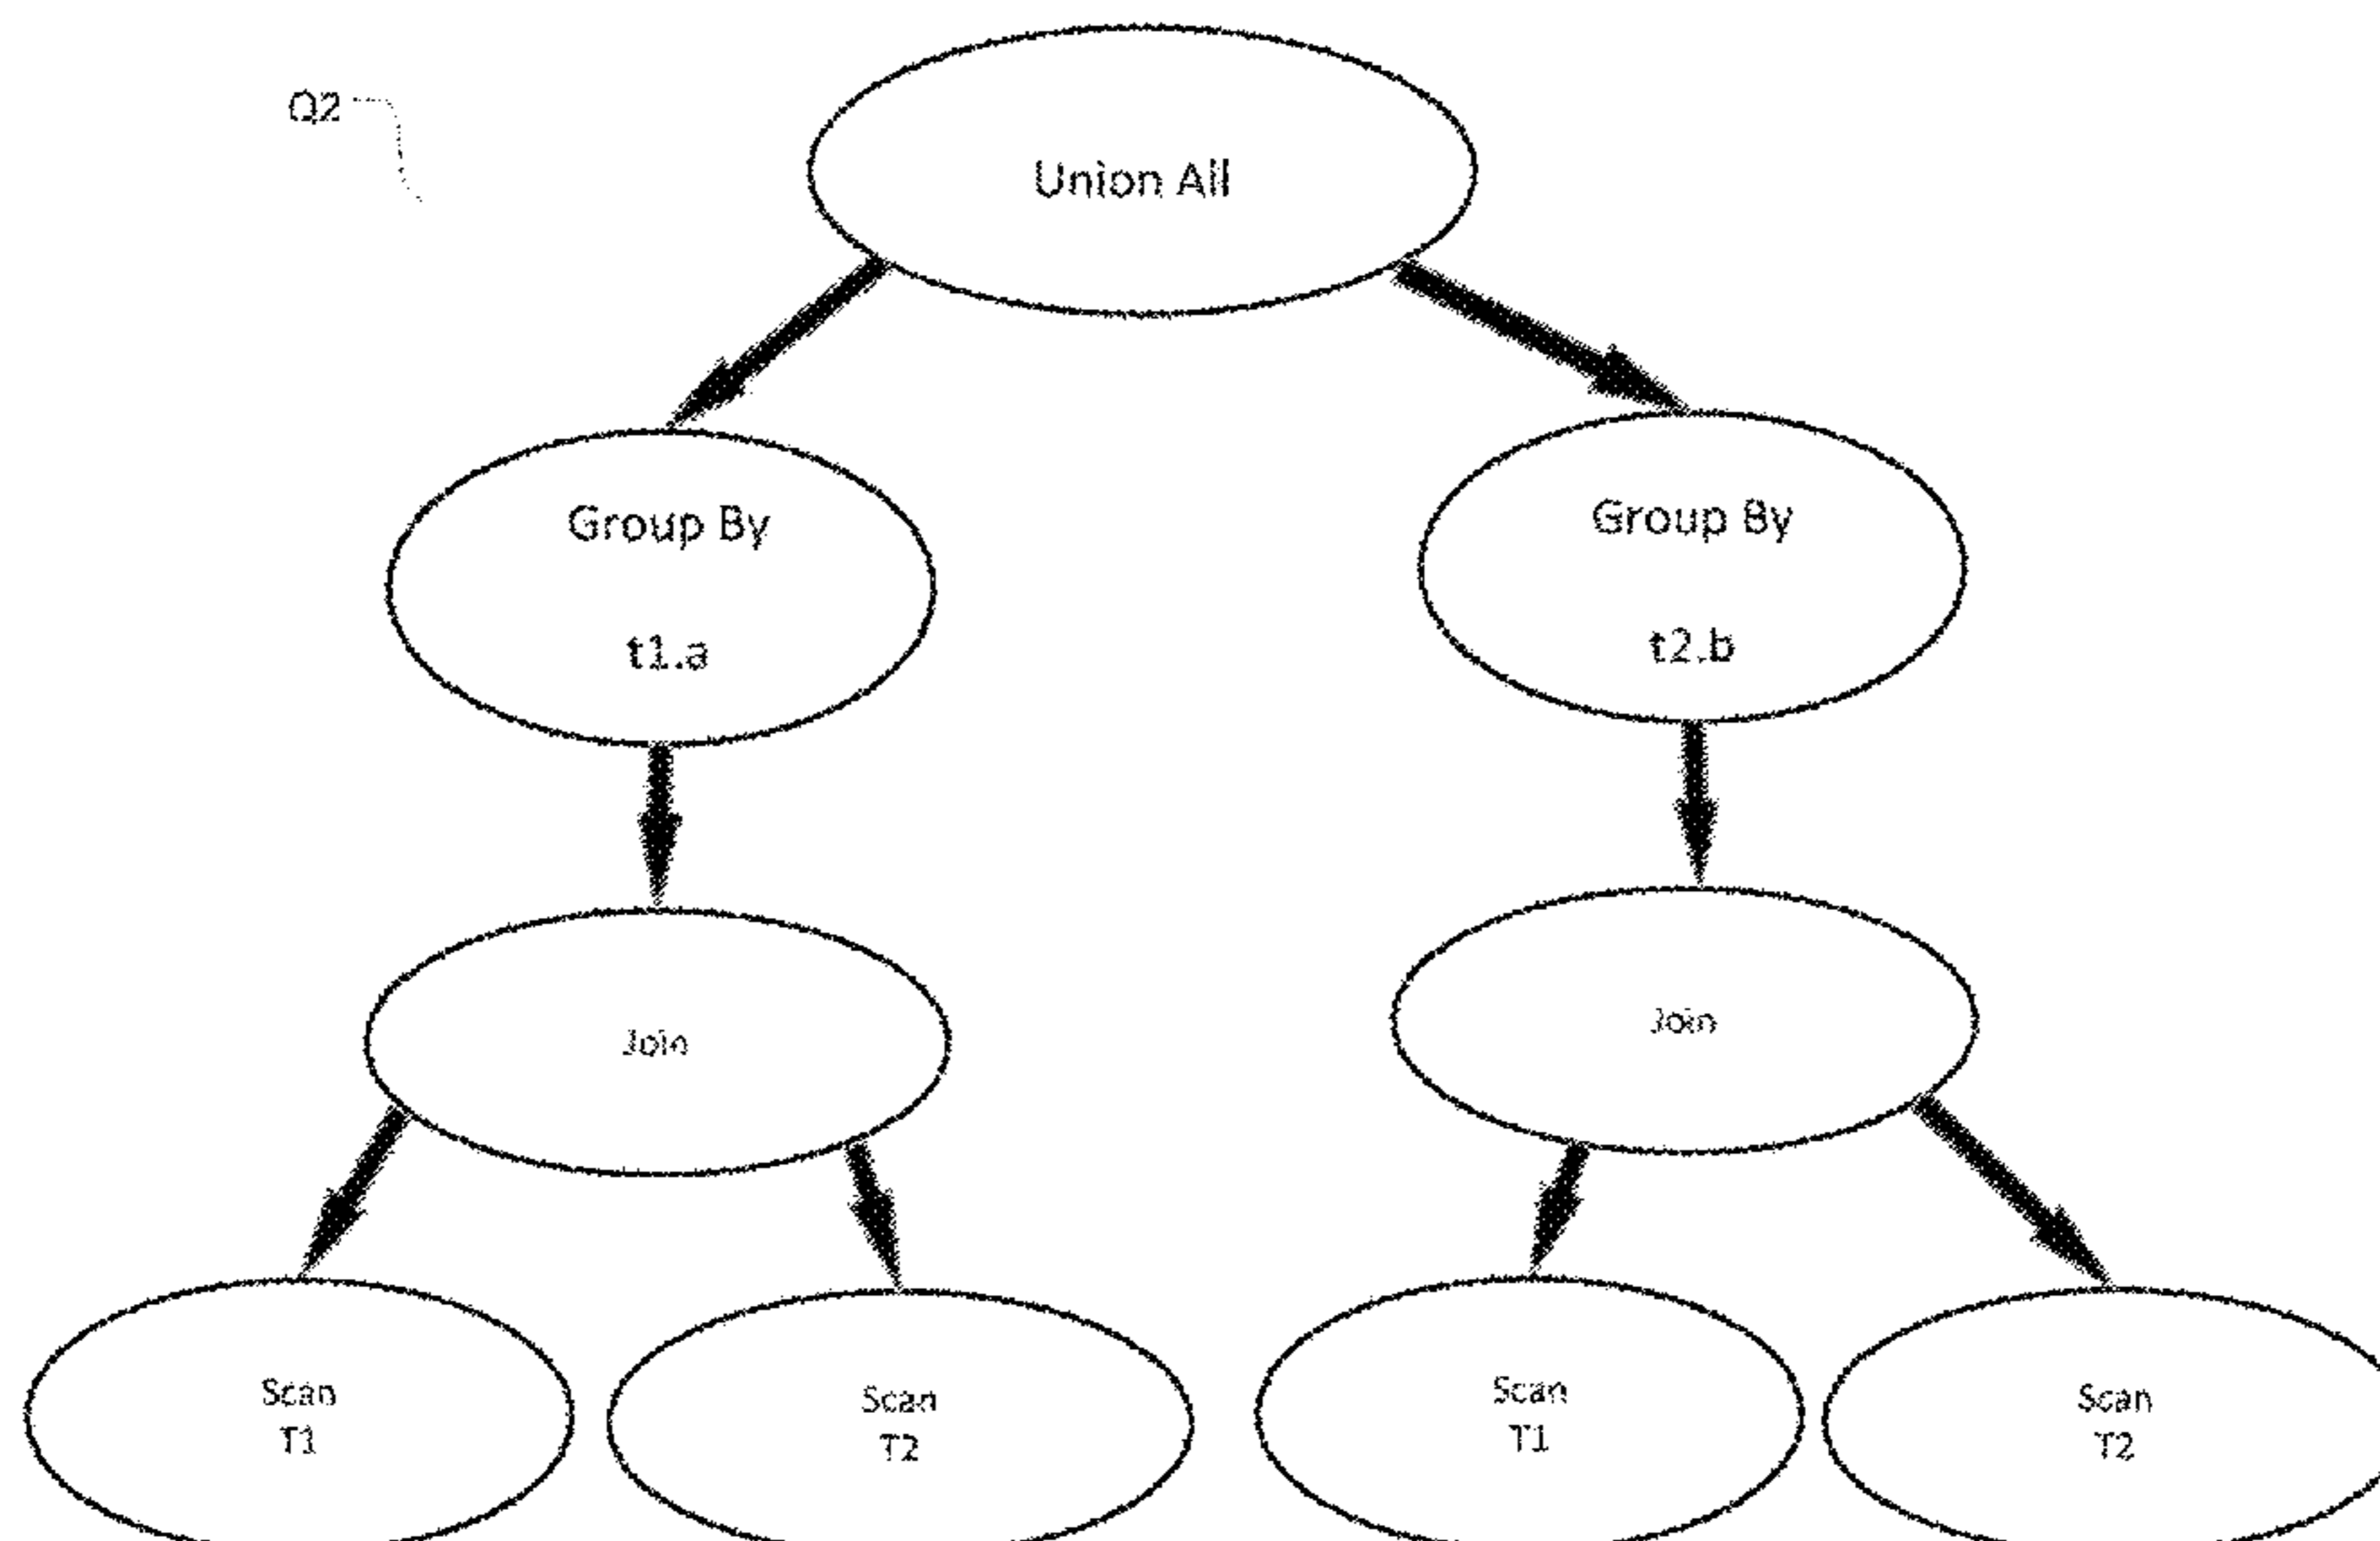 Q2
Union All
Group By
t1.a
Group By
t2.b
Join
Join
Scan
T1
Scan
T2
Scan
T1
Scan
T2